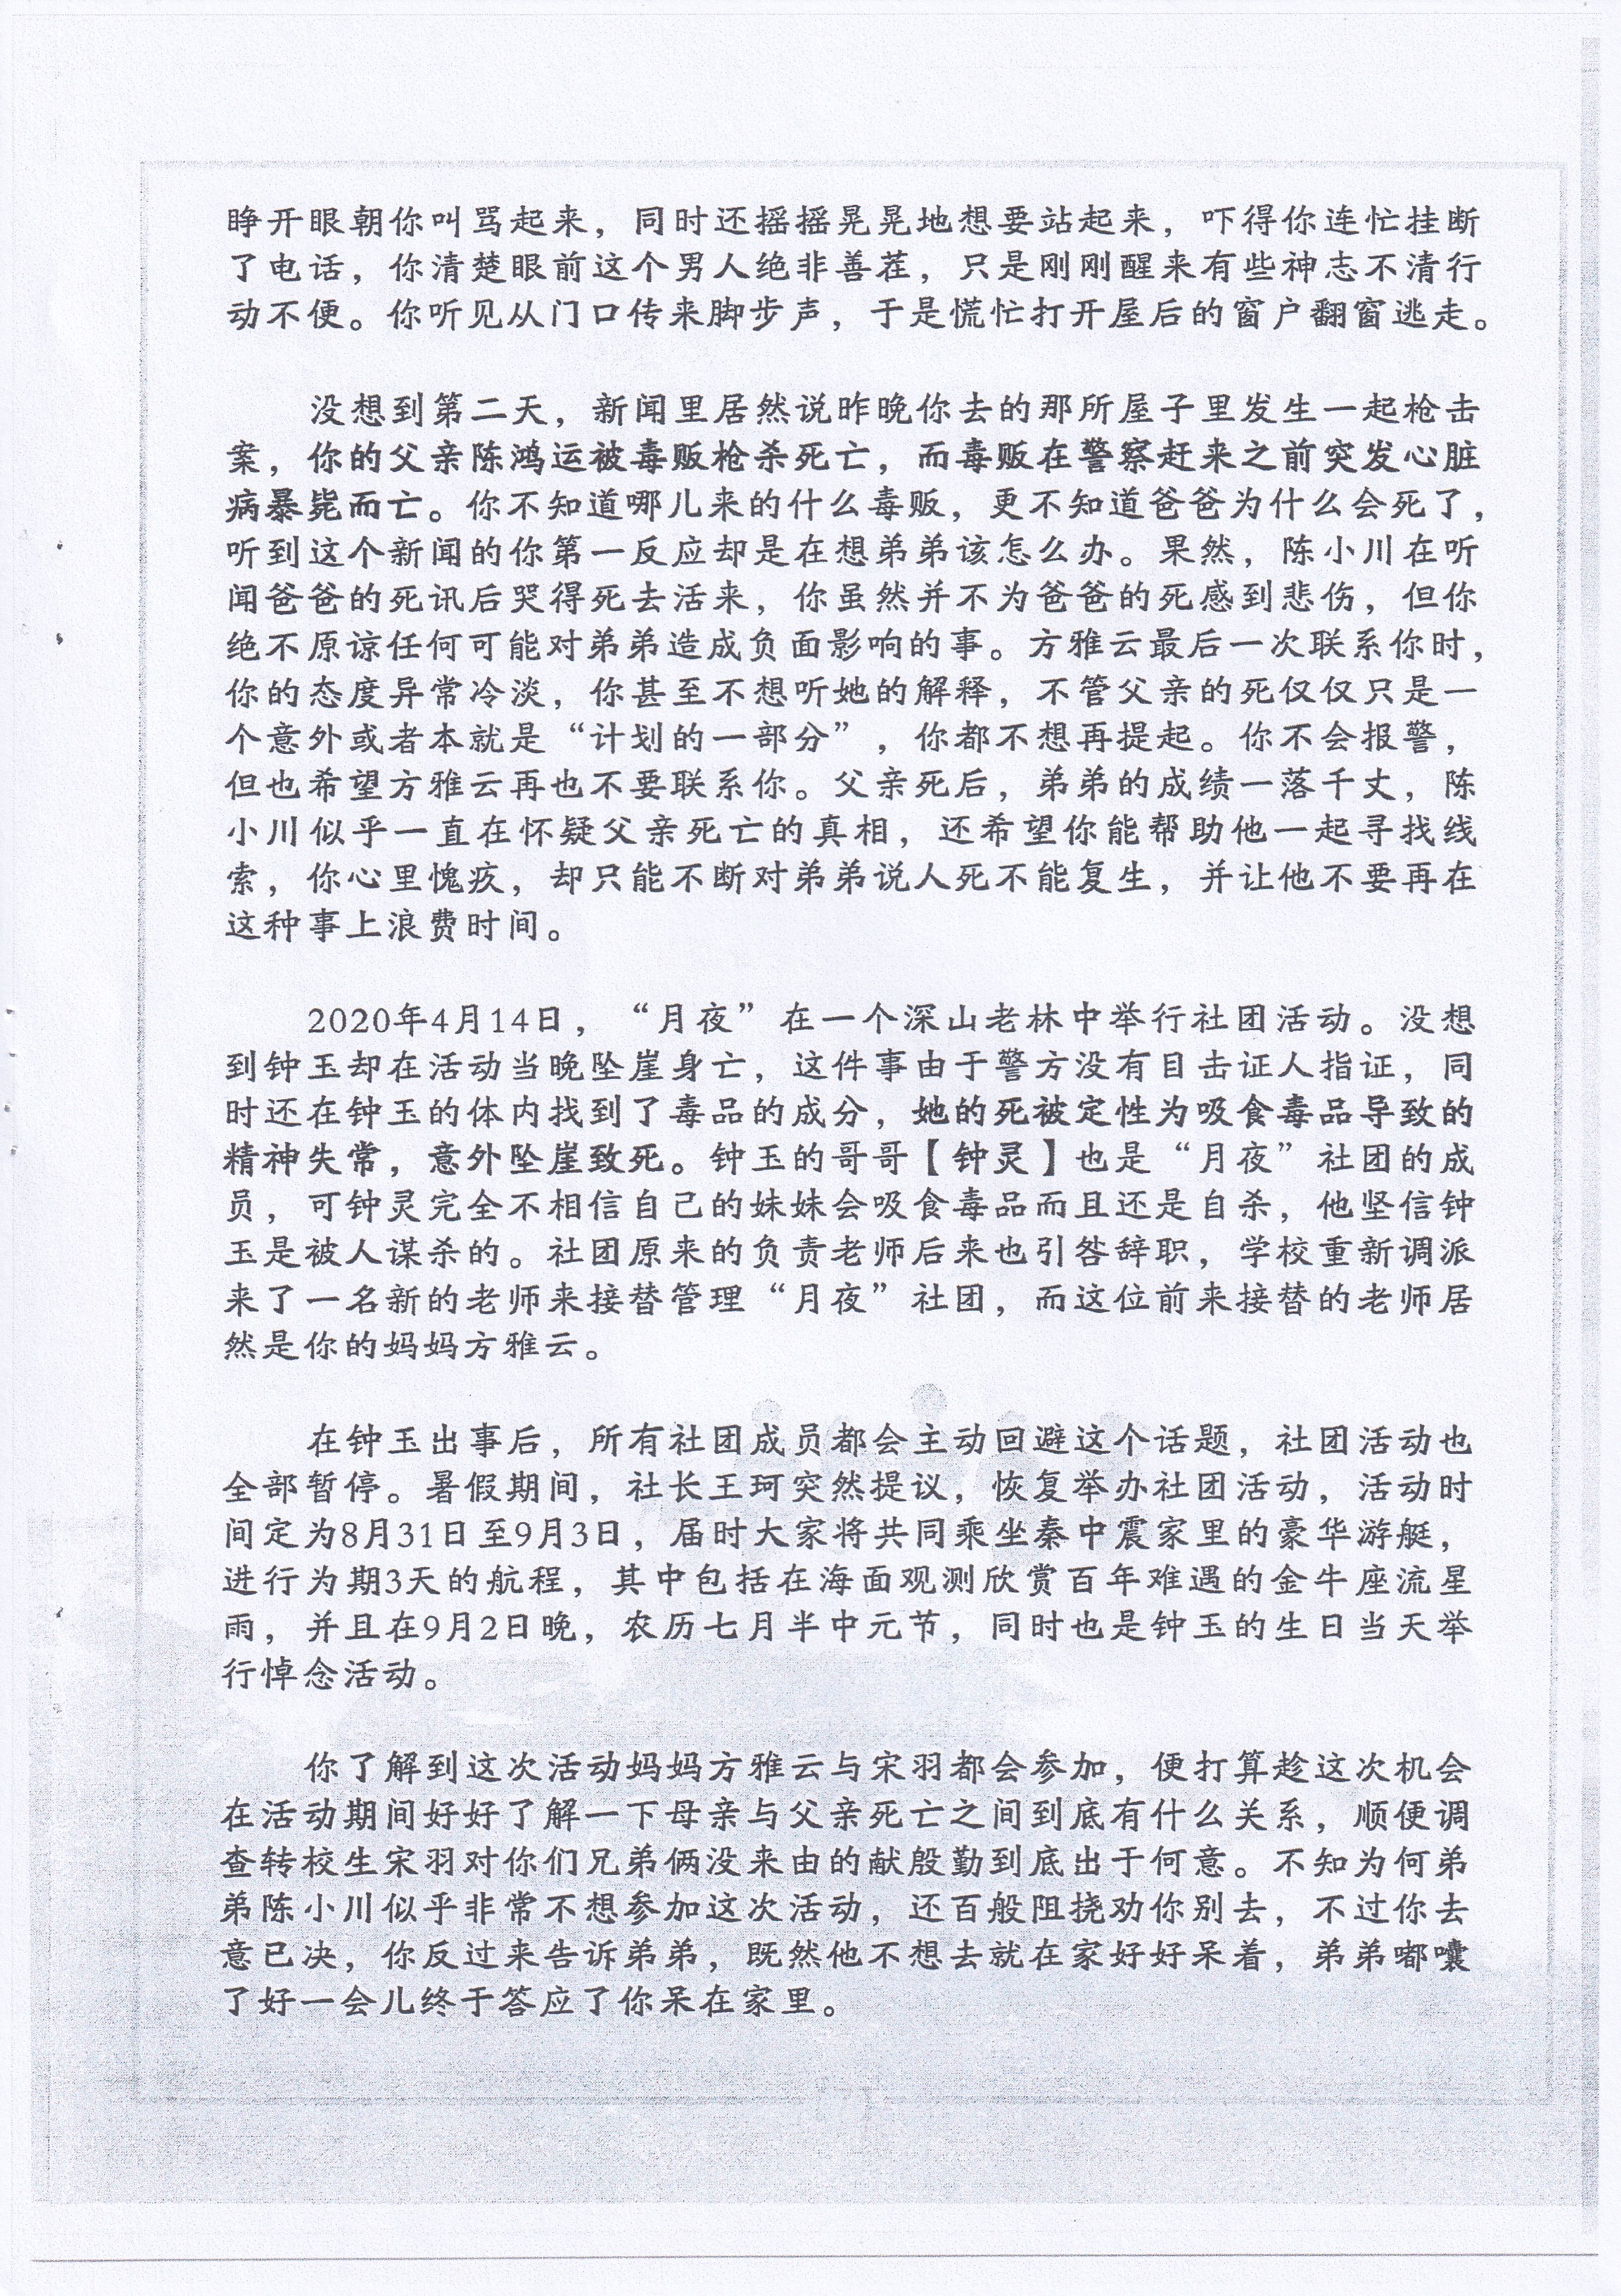 睁开眼朝你叫骂起来，同时还摇摇晃晃地想要站起来，吓得你连忙挂断
了电话，你清楚眼前这个男人绝非善茬，只是刚刚醒来有些神志不清行
动不便。你听见从门口传来脚步声，于是慌忙打开屋后的窗户翻窗逃走。
没想到第二天，新闻里居然说昨晚你去的那所屋子里发生一起枪击
案，你的父亲陈鸿运被毒贩枪杀死亡，而毒贩在警察赶来之前突发心脏
病暴毙而亡。你不知道哪儿来的什么毒贩，更不知道爸爸为什么会死了，
听到这个新闻的你第一反应却是在想弟弟该怎么办。果然，陈小川在听
闻爸爸的死讯后哭得死去活来，你虽然并不为爸爸的死感到悲伤，但你
绝不原谅任何可能对弟弟造成负面影响的事。方雅云最后一次联系你时，
你的态度异常冷淡，你甚至不想听她的解释，不管父亲的死仅仅只是一
个意外或者本就是“计划的一部分”，你都不想再提起。你不会报警，
但也希望方雅云再也不要联系你。父亲死后，弟弟的成绩一落千丈，陈
小川似乎一直在怀疑父亲死亡的真相，还希望你能帮助他一起寻找线
索，你心里愧疚，却只能不断对弟弟说人死不能复生，并让他不要再在
这种事上浪费时间。
2020年4月14日，“月夜”在一个深山老林中举行社团活动。没想
到钟玉却在活动当晚坠崖身亡，这件事由于警方没有目击证人指证，同
时还在钟玉的体内找到了毒品的成分，她的死被定性为吸食毒品导致的
精神失常，意外坠崖致死。钟玉的哥哥【钟灵】也是“月夜”社团的成
员，可钟灵完全不相信自己的妹妹会吸食毒品而且还是自杀，他坚信钟
玉是被人谋杀的。社团原来的负责老师后来也引咎辞职，学校重新调派
来了一名新的老师来接替管理“月夜”社团，而这位前来接替的老师居
然是你的妈妈方雅云。
在钟玉出事后，所有社团成员都会主动回避这个话题，社团活动也
全部暂停。暑假期间，社长王珂突然提议，恢复举办社团活动，活动时
间定为8月31日至9月3日，届时大家将共同乘坐秦中震家里的豪华游艇，
进行为期3天的航程，其中包括在海面观测欣赏百年难遇的金牛座流星
雨，并且在9月2日晚，农历七月半中元节，同时也是钟玉的生日当天举
行悼念活动。
你了解到这次活动妈妈方雅云与宋羽都会参加，便打算趁这次机会
在活动期间好好了解一下母亲与父亲死亡之间到底有什么关系，顺便调
查转校生宋羽对你们兄弟俩没来由的献殷勤到底出于何意。不知为何弟
弟陈小川似乎非常不想参加这次活动，还百般阻挠劝你别去，不过你去
意已决，你反过来告诉弟弟，既然他不想去就在家好好呆着，弟弟嘟囔
了好一会儿终于答应了你呆在家里。